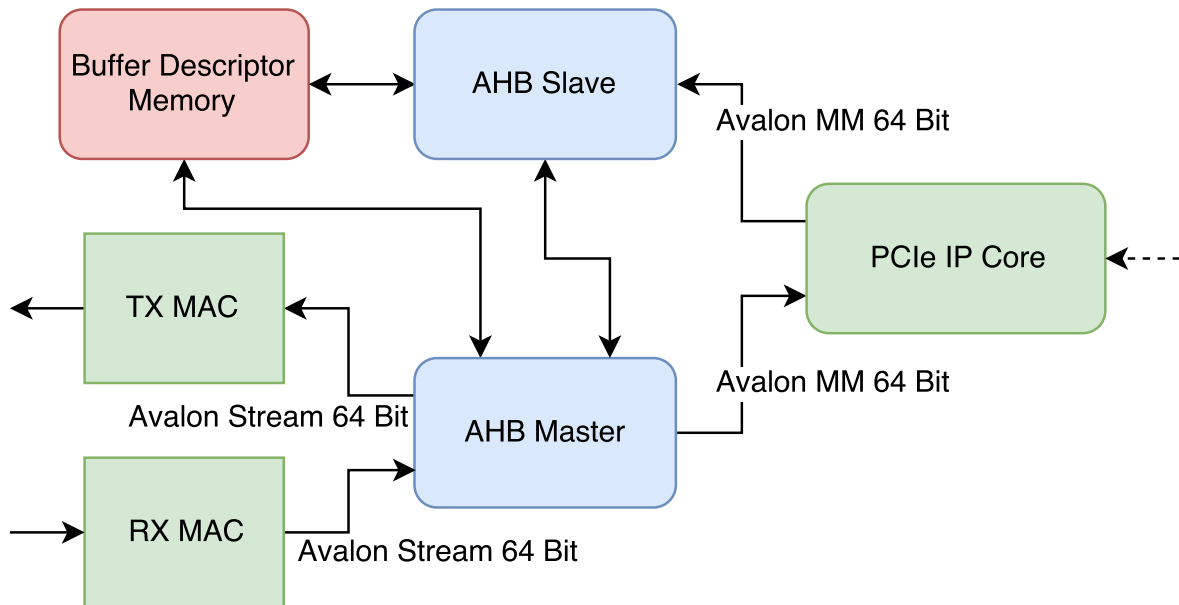 Buffer Descriptor
Memory
AHB Slave
Avalon MM 64 Bit
PCIe IP Core
TX MAC
Avalon MM 64 Bit
Avalon Stream 64 Bit
AHB Master
RX MAC
Avalon Stream 64 Bit